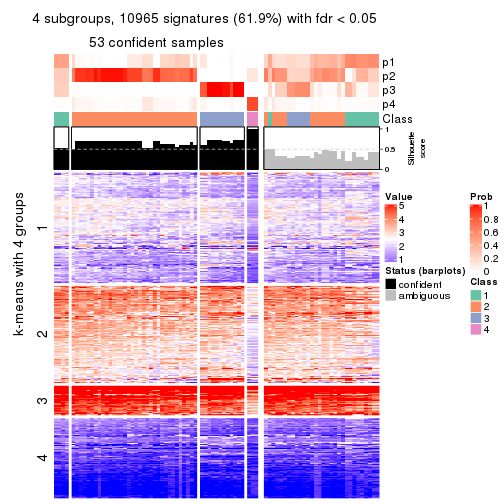 4 subgroups, 10965 signatures (61.9%) with fdr < 0.05
53 confident samples
p1
p2
p3
p4
Class
1
0.5
0
Silhouette
score
k-means with 4 groups
1
2
3
4
Value
5
4
3
2
1
Status (barplots)
confident
ambiguous
Prob
1
0.8
0.6
0.4
0.2
0
Class
1
2
3
4